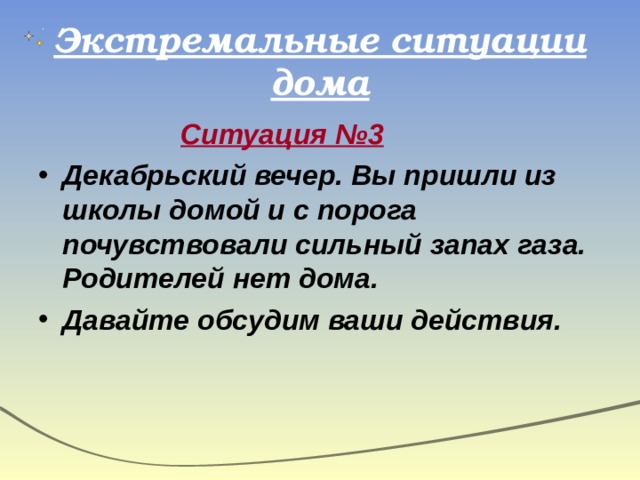 Экстремальные ситуации
дома
Ситуация №3
• Декабрьский вечер. Вы пришли из
школы домой и с порога
почувствовали сильный запах газа.
Родителей нет дома.
• Давайте обсудим ваши действия.